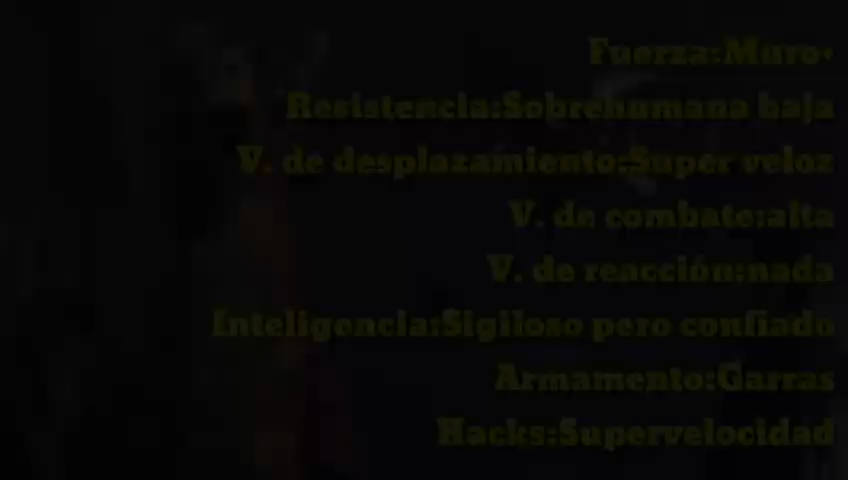 Fuerza:Muro+
Resistencia:Sobrehumana baja
V. de desplazamiento:Super veloz
V. de combate:alta
V. de reacción:nada
Inteligencia:Sigiloso pero confiado
Armamento:Garras
Hacks:Supervelocidad